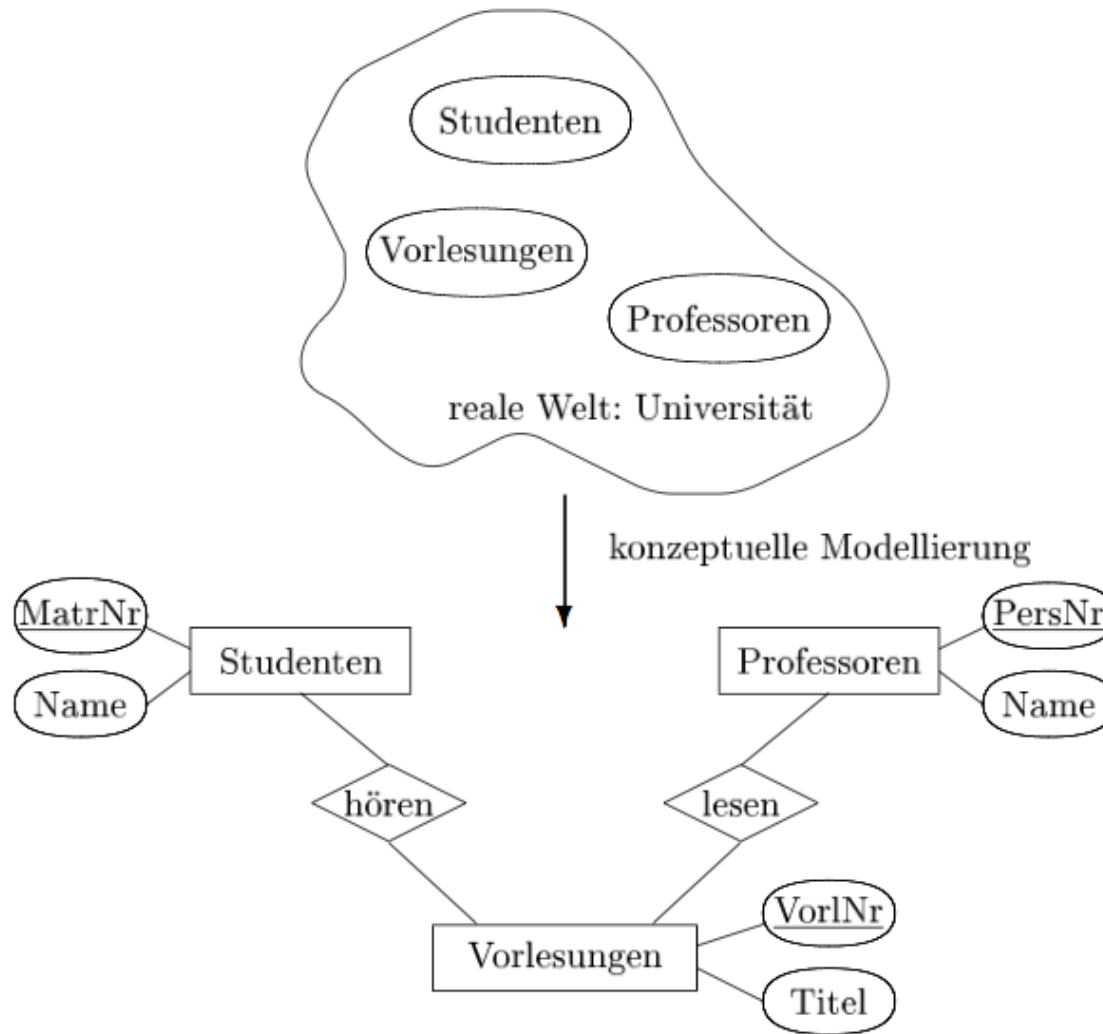 Studenten
Vorlesungen
Professoren
reale Welt: Universität
konzeptuelle Modellierung
MatrNr
PersNr
Studenten
Professoren
Name
Name
hören
lesen
VorlNr
Vorlesungen
Titel